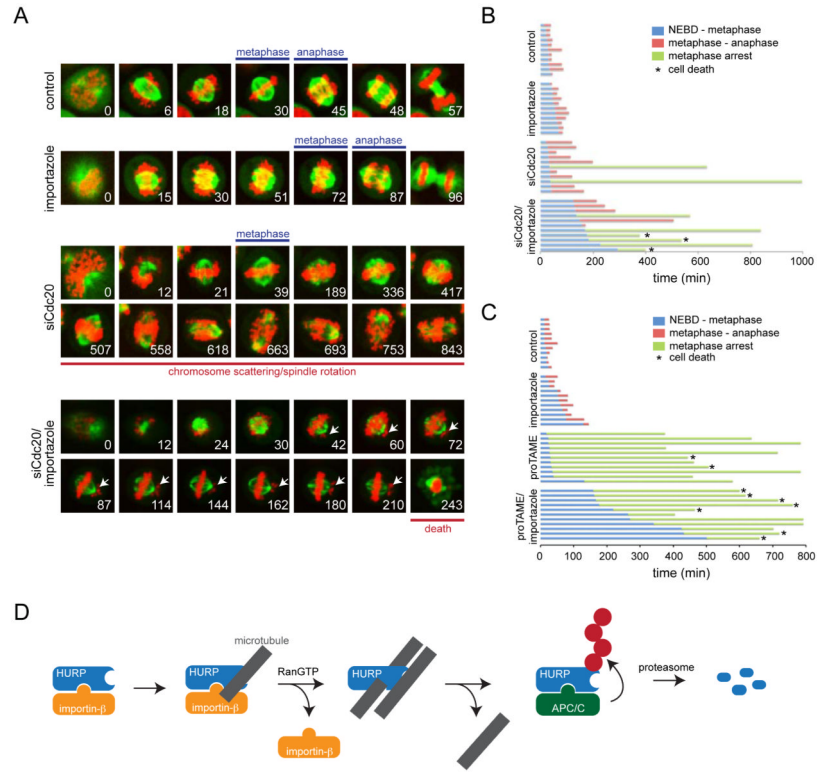 A
metaphase anaphase
control
0 6 18 30 45 48 57
metaphase anaphase
importazole
0 15 30 51 72 87 96
metaphase
siCdc20
0 12 21 39 189 336 417
507 558 618 663 693 753 843
chromosome scattering/spindle rotation
siCdc20/
importazole
0 12 24 30 42 60 72
87 114 144 162 180 210 243
death
B
NEBD - metaphase
metaphase - anaphase
metaphase arrest
* cell death
control
importazole
siCdc20
siCdc20/
importazole
*
*
*
0 200 400 600 800 1000
time (min)
C
NEBD - metaphase
metaphase - anaphase
metaphase arrest
* cell death
control
importazole
proTAME
*
*
proTAME/
importazole
*
*
*
*
*
*
*
0 100 200 300 400 500 600 700 800
time (min)
D
microtubule
HURP
importin-β
HURP
importin-β
RanGTP
importin-β
HURP
HURP
APC/C
proteasome